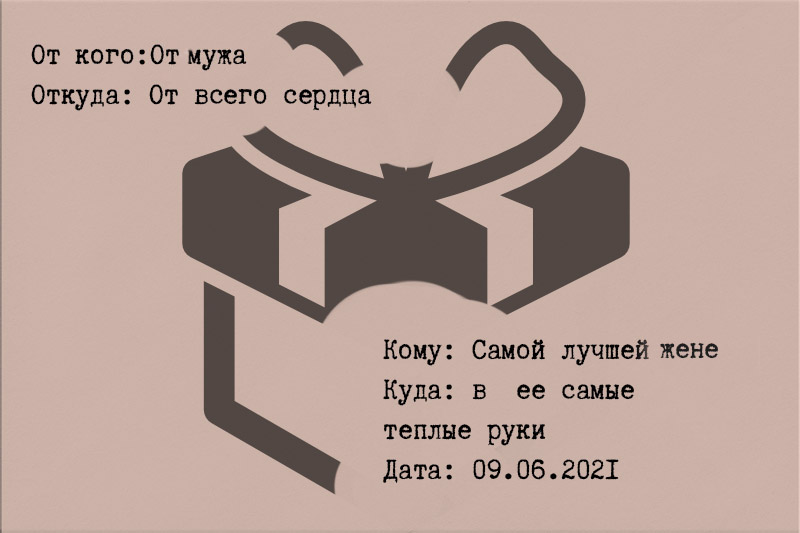 От кого:От мужа
Откуда: От всего сердца
Кому: Самой лучшей жене
Куда: в ее самые
теплые руки
Дата: 09.06.2021